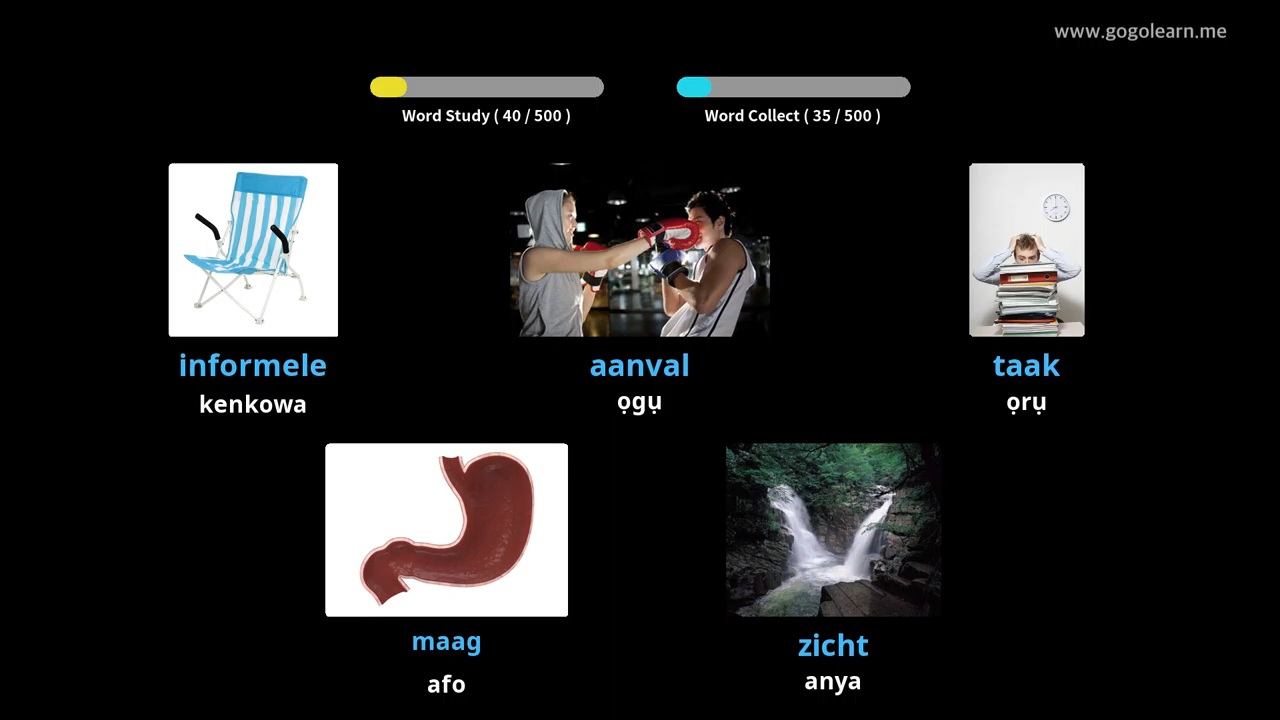 www.gogolearn.me
Word Study ( 40 / 500 )
Word Collect ( 35 / 500 )
informele
kenkowa
aanval
ọgụ
taak
ọrụ
maag
afo
zicht
anya